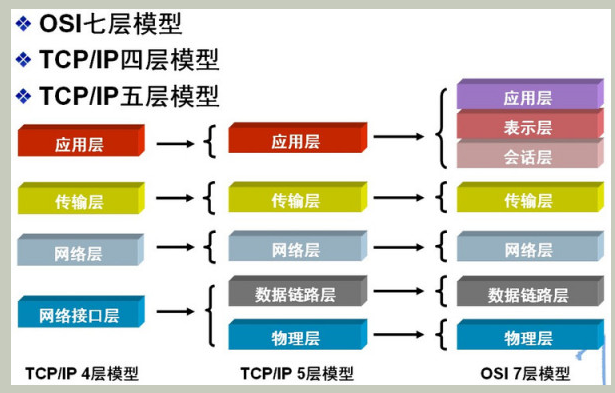 OSI七层模型
TCP/IP四层模型
TCP/IP五层模型
应用层
应用层
应用层
表示层
会话层
传输层
传输层
传输层
网络层
网络层
网络层
网络接口层
数据链路层
数据链路层
物理层
物理层
TCP/IP 4层模型
TCP/IP 5层模型
OSI 7层模型